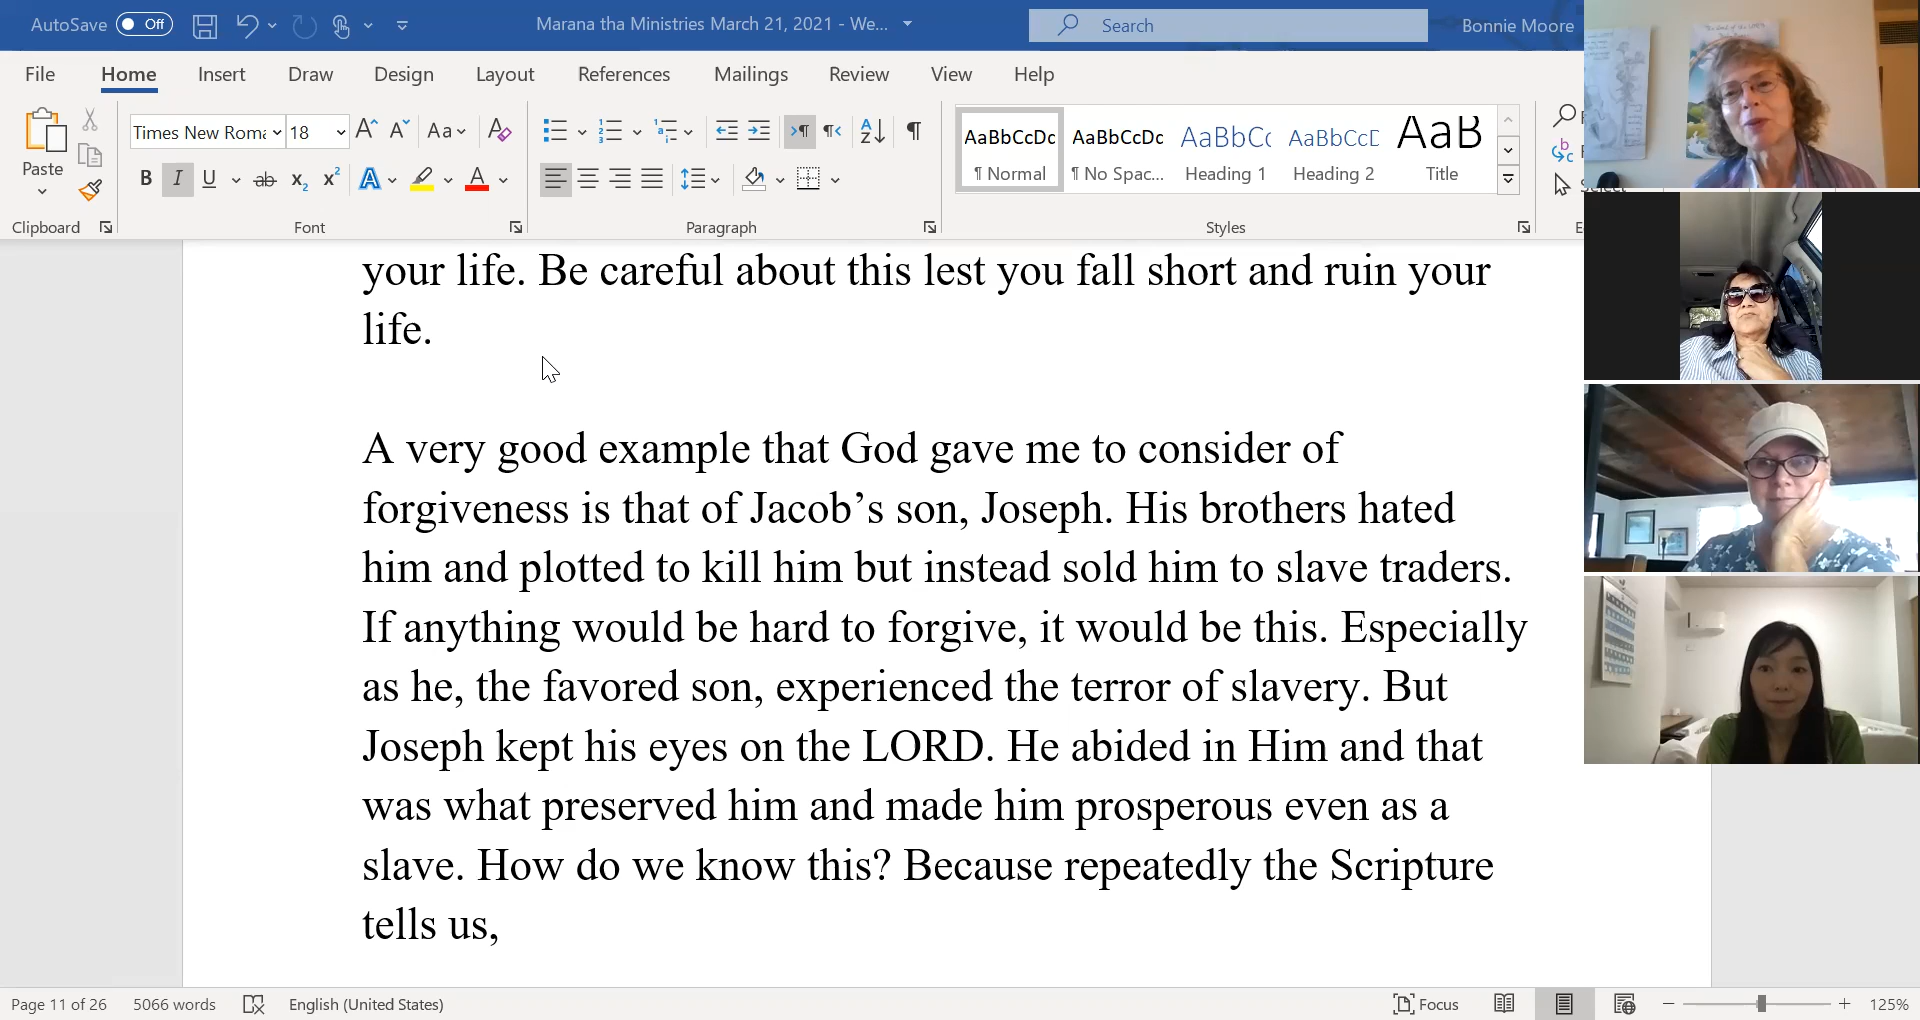 AutoSave Off Marana tha Ministries March 21, 2021 - We... Search Bonnie Moore
File Home Insert Draw Design Layout References Mailings Review View Help
Times New Roma 18 Aa
Paste B I U ab x2 x2 A A
AaBbCcDc AaBbCcDc AaBbCc AaBbCcD AaB
¶ Normal ¶ No Spac... Heading 1 Heading 2 Title
Clipboard Font Paragraph Styles
your life. Be careful about this lest you fall short and ruin your
life.
A very good example that God gave me to consider of
forgiveness is that of Jacob’s son, Joseph. His brothers hated
him and plotted to kill him but instead sold him to slave traders.
If anything would be hard to forgive, it would be this. Especially
as he, the favored son, experienced the terror of slavery. But
Joseph kept his eyes on the LORD. He abided in Him and that
was what preserved him and made him prosperous even as a
slave. How do we know this? Because repeatedly the Scripture
tells us,
Page 11 of 26 5066 words English (United States) Focus 125%